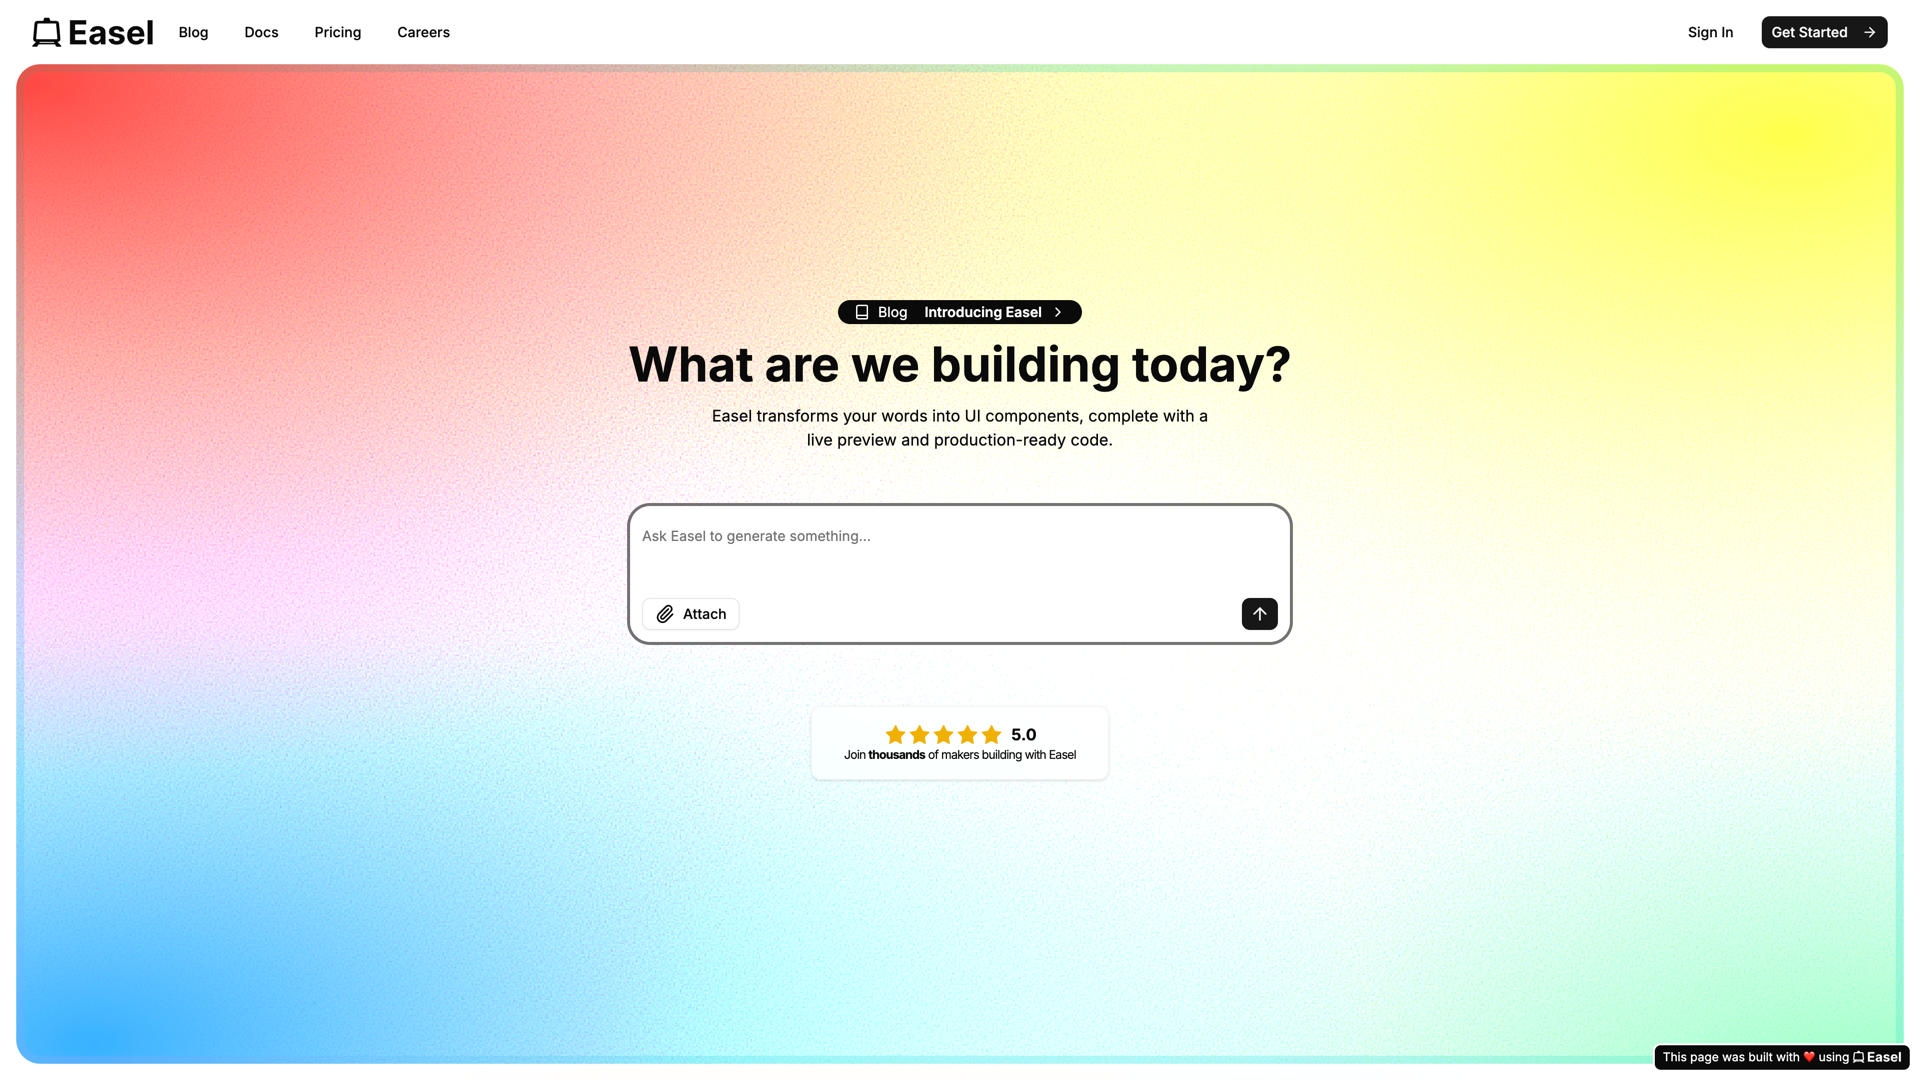 Easel
Blog
Docs
Pricing
Careers
Sign In
Get Started
Blog Introducing Easel
What are we building today?
Easel transforms your words into UI components, complete with a
live preview and production-ready code.
Ask Easel to generate something...
Attach
5.0
Join thousands of makers building with Easel
This page was built with ❤️ using Easel